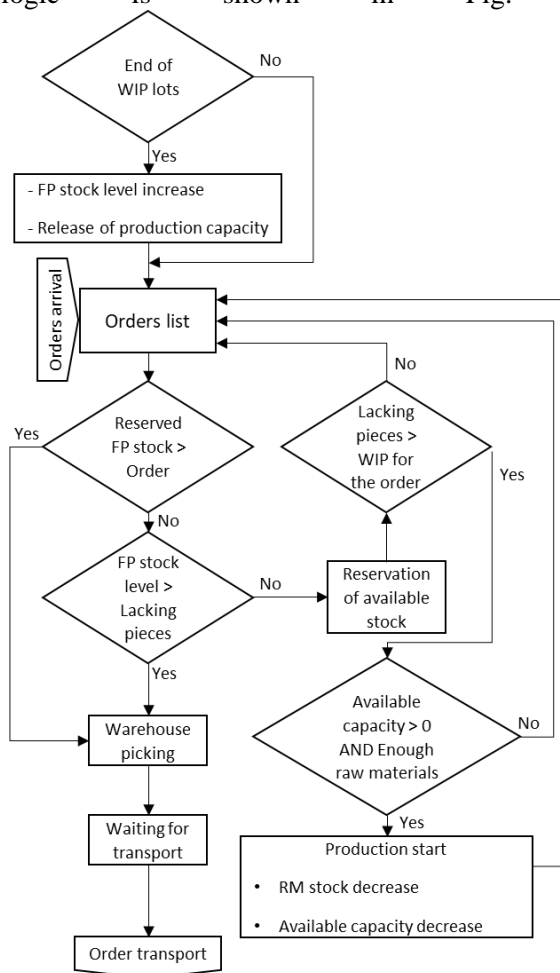 logic is shown in Fig.
End of
WIP lots
No
Yes
- FP stock level increase
- Release of production capacity
Orders arrival
Orders list
No
Reserved
FP stock >
Order
Yes
Lacking
pieces >
WIP for
the order
Yes
No
FP stock
level >
Lacking
pieces
No
Reservation
of available
stock
Yes
Available
capacity > 0
AND Enough
raw materials
No
Warehouse
picking
Yes
Waiting for
transport
Production start
• RM stock decrease
• Available capacity decrease
Order transport